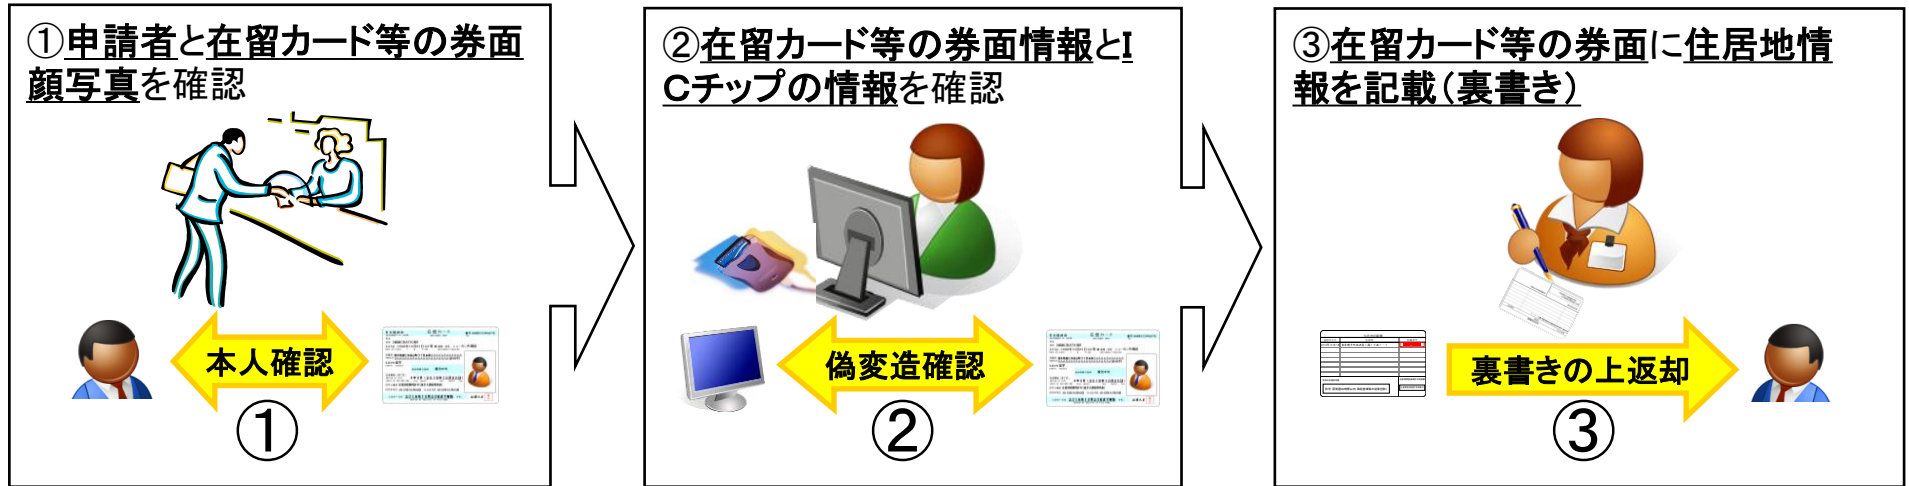 ①申請者と在留カード等の券面
顔写真を確認
本人確認
①
②在留カード等の券面情報とI
Cチップの情報を確認
偽変造確認
②
③在留カード等の券面に住居地情
報を記載(裏書き)
裏書きの上返却
③